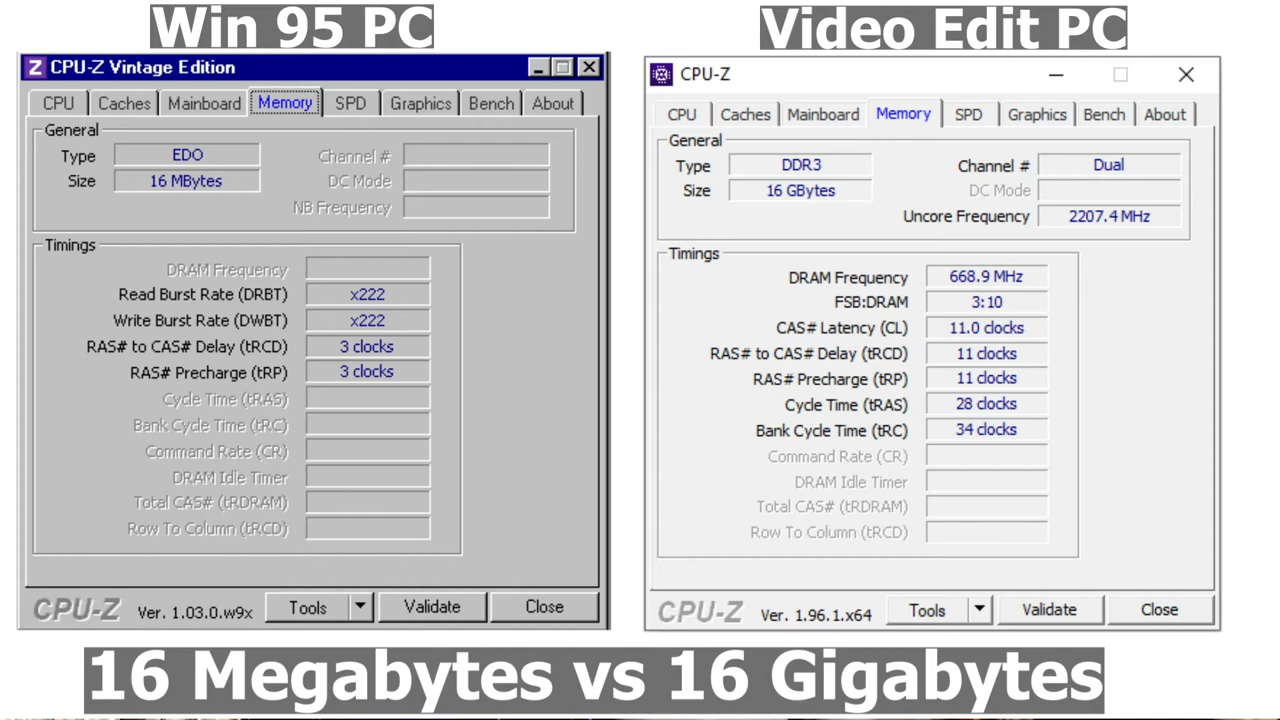 Win 95 PC
Video Edit PC
CPU-Z Vintage Edition
CPU Caches Mainboard Memory SPD Graphics Bench About
General
Type EDO Channel #
Size 16 MBytes DC Mode
NB Frequency
Timings
DRAM Frequency
Read Burst Rate (DRBT) x222
Write Burst Rate (DWBT) x222
RAS# to CAS# Delay (tRCD) 3 clocks
RAS# Precharge (tRP) 3 clocks
Cycle Time (tRAS)
Bank Cycle Time (tRC)
Command Rate (CR)
DRAM Idle Timer
Total CAS# (tRDRAM)
Row To Column (tRCD)
CPU-Z Ver. 1.03.0.w9x Tools Validate Close
CPU-Z
CPU Caches Mainboard Memory SPD Graphics Bench About
General
Type DDR3 Channel # Dual
Size 16 GBytes DC Mode
Uncore Frequency 2207.4 MHz
Timings
DRAM Frequency 668.9 MHz
FSB:DRAM 3:10
CAS# Latency (CL) 11.0 clocks
RAS# to CAS# Delay (tRCD) 11 clocks
RAS# Precharge (tRP) 11 clocks
Cycle Time (tRAS) 28 clocks
Bank Cycle Time (tRC) 34 clocks
Command Rate (CR)
DRAM Idle Timer
Total CAS# (tRDRAM)
Row To Column (tRCD)
CPU-Z Ver. 1.96.1.x64 Tools Validate Close
16 Megabytes vs 16 Gigabytes